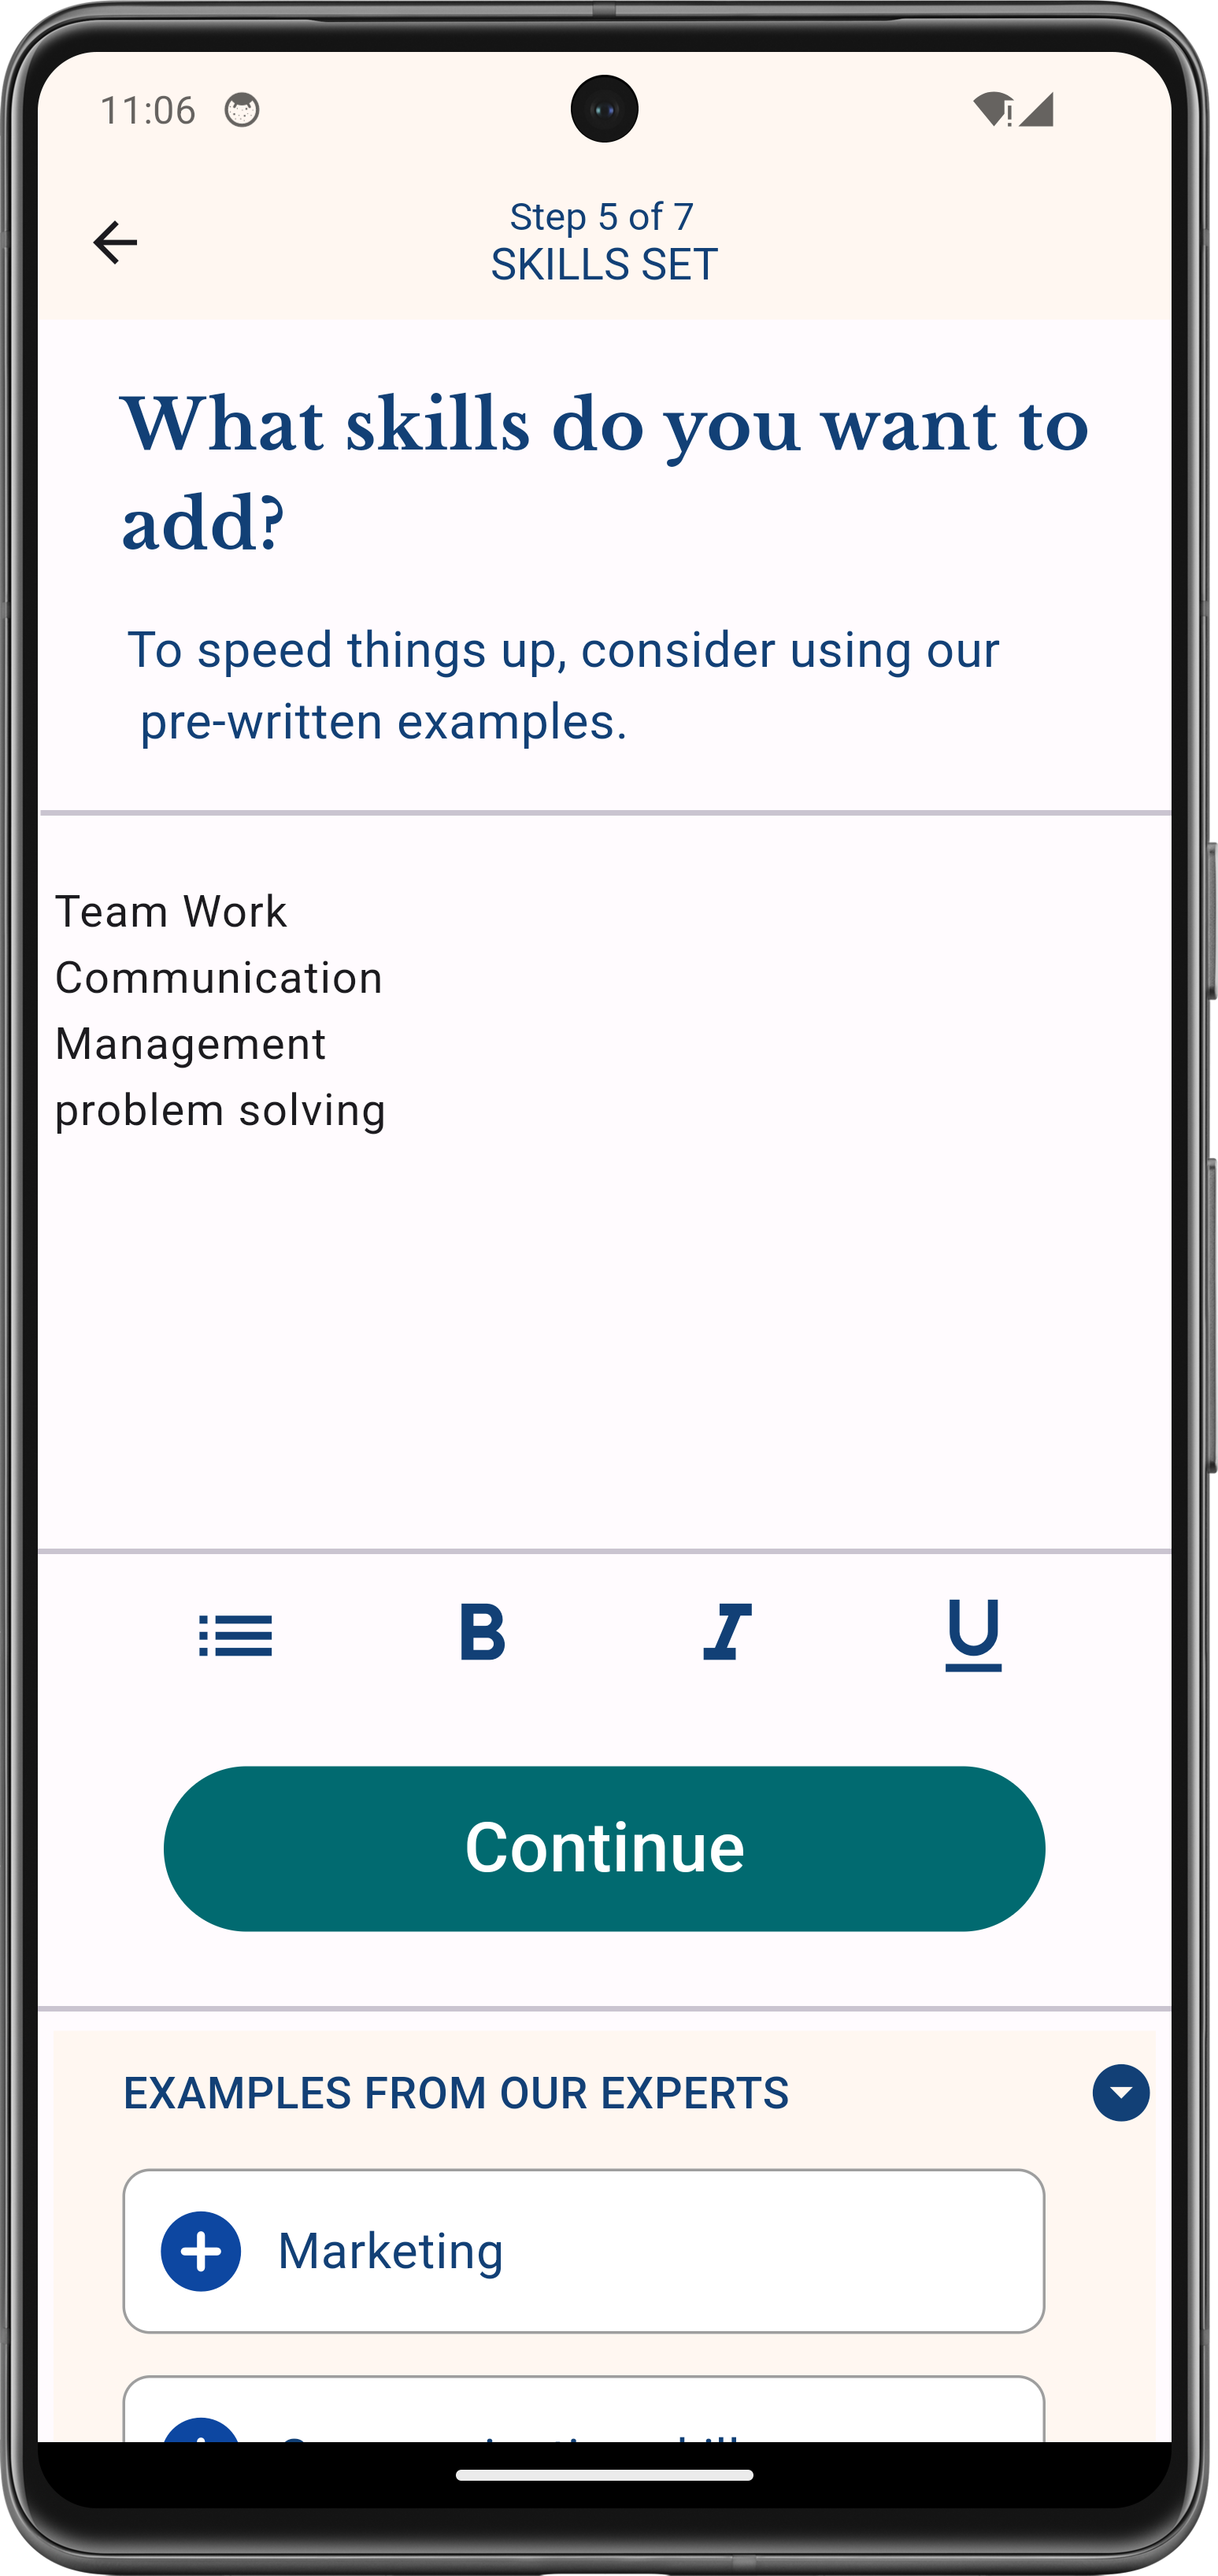 11:06
Step 5 of 7
SKILLS SET
What skills do you want to
add?
To speed things up, consider using our
pre-written examples.
Team Work
Communication
Management
problem solving
B
I
U
Continue
EXAMPLES FROM OUR EXPERTS
Marketing